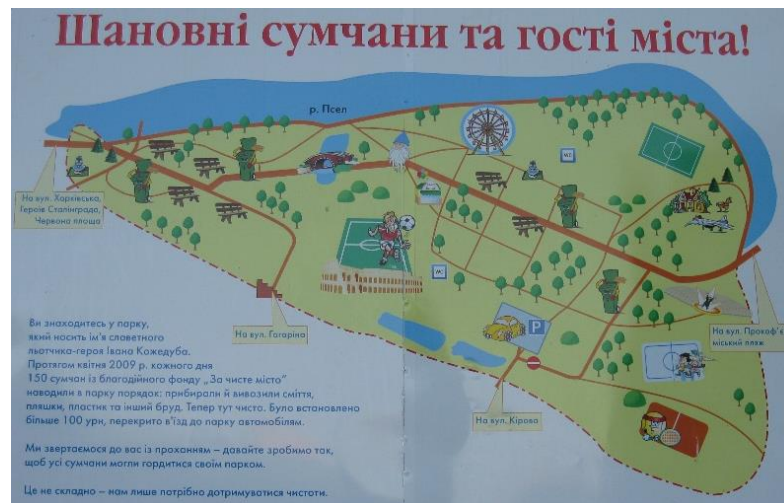 Шановні сумчани та гості міста!
р. Псел
WC
На вул. Харківська,
Героїв Сталінграда,
Червона площа
WC
Р
На вул. Гагаріна
На вул. Прокоф'є
міський пляж
На вул. Кірова
Ви знаходитесь у парку,
який носить ім'я славетного
льотчика-героя Івана Кожедуба.
Протягом квітня 2009 р. кожного дня
150 сумчан із благодійного фонду „За чисте місто"
наводили в парку порядок: прибирали й вивозили сміття,
пляшки, пластик та інший бруд. Тепер тут чисто. Було встановлено
більше 100 урн, перекрито в'їзд до парку автомобілям.
Ми звертаємося до вас із проханням – давайте зробимо так,
щоб усі сумчани могли гордитися своїм парком.
Це не складно – нам лише потрібно дотримуватися чистоти.